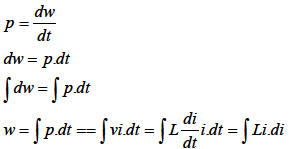 p = dw/dt
dw = p.dt
∫dw = ∫p.dt
w = ∫p.dt == ∫vi.dt = ∫L di/dt i.dt = ∫Li.di